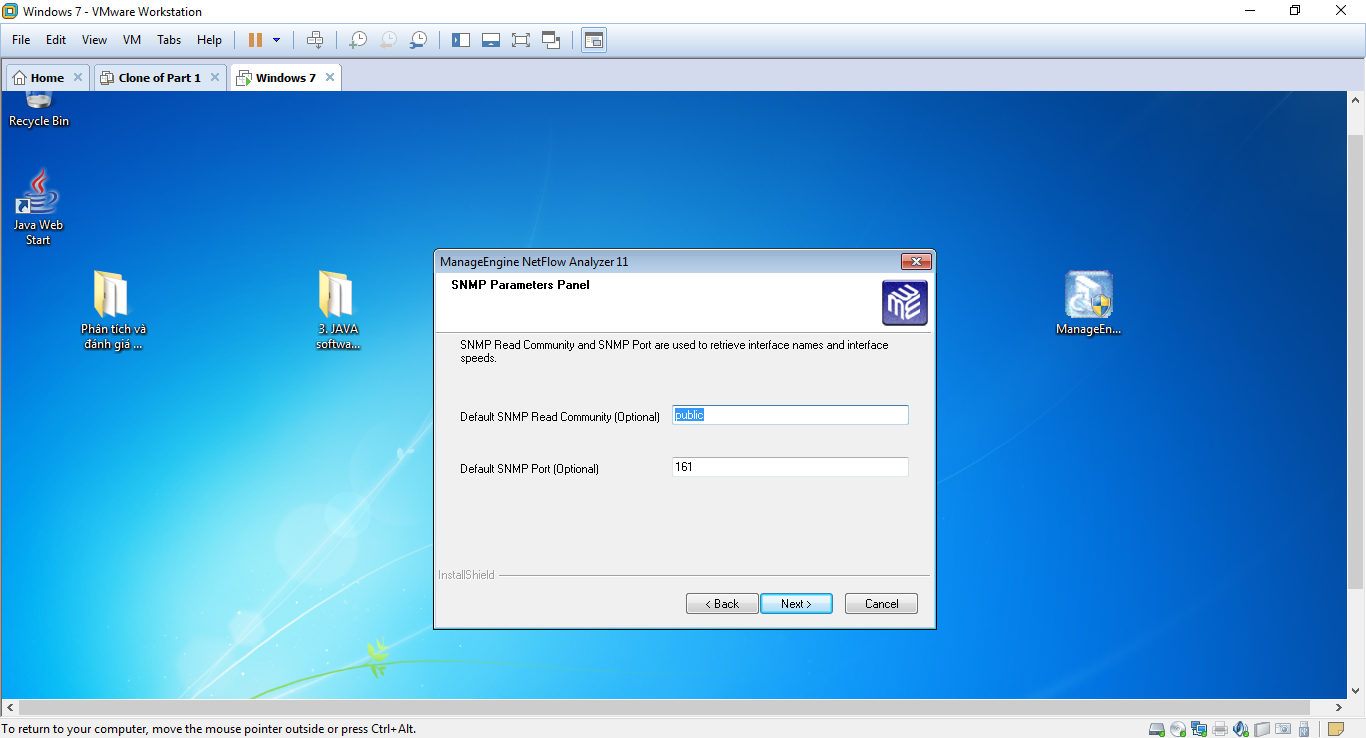 Windows 7 - VMware Workstation
File Edit View VM Tabs Help
Home Clone of Part 1 Windows 7
Recycle Bin
Java Web
Start
Phân tích và
đánh giá ...
3. JAVA
softwa...
ManageEn...
ManageEngine NetFlow Analyzer 11
SNMP Parameters Panel
SNMP Read Community and SNMP Port are used to retrieve interface names and interface
speeds.
Default SNMP Read Community (Optional) public
Default SNMP Port (Optional) 161
InstallShield
< Back Next > Cancel
To return to your computer, move the mouse pointer outside or press Ctrl+Alt.